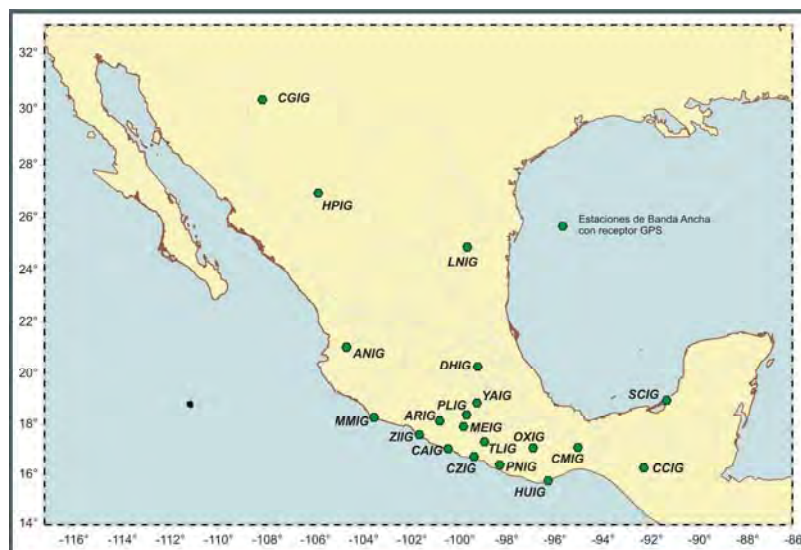 32°
30°
28°
26°
24°
22°
20°
18°
16°
14°
CGIG
HPIG
Estaciones de Banda Ancha
con receptor GPS
LNIG
ANIG
DHIG
YAIG
SCIG
PLIG
ARIG
MMIG
MEIG
ZIIG
OXIG
TLIG
CAIG
CMIG
CZIG
PNIG
CCIG
HUIG
-116° -114° -112° -110° -108° -106° -104° -102° -100° -98° -96° -94° -92° -90° -88° -86